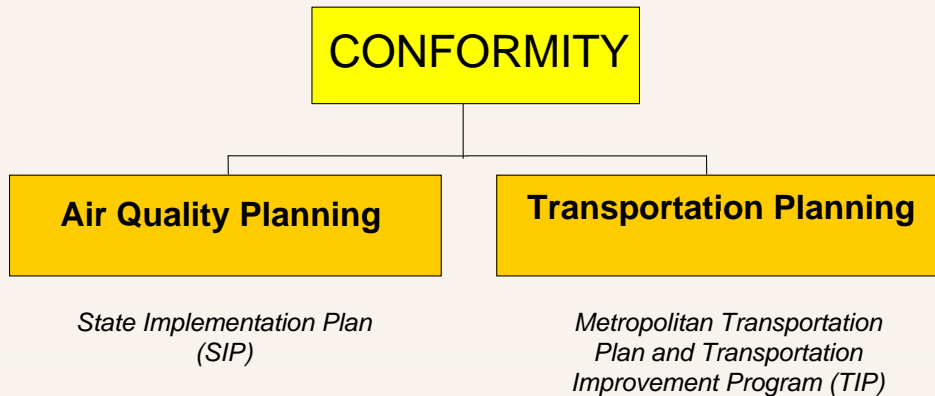 CONFORMITY
Air Quality Planning
State Implementation Plan
(SIP)
Transportation Planning
Metropolitan Transportation
Plan and Transportation
Improvement Program (TIP)